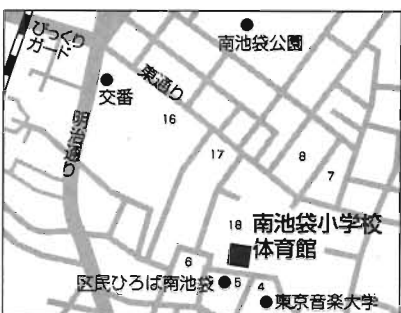 びっくり
ガード
南池袋公園
交番
東通り
明治通り
16
17
8
7
18
南池袋小学校
体育館
6
区民ひろば南池袋
5
4
東京音楽大学